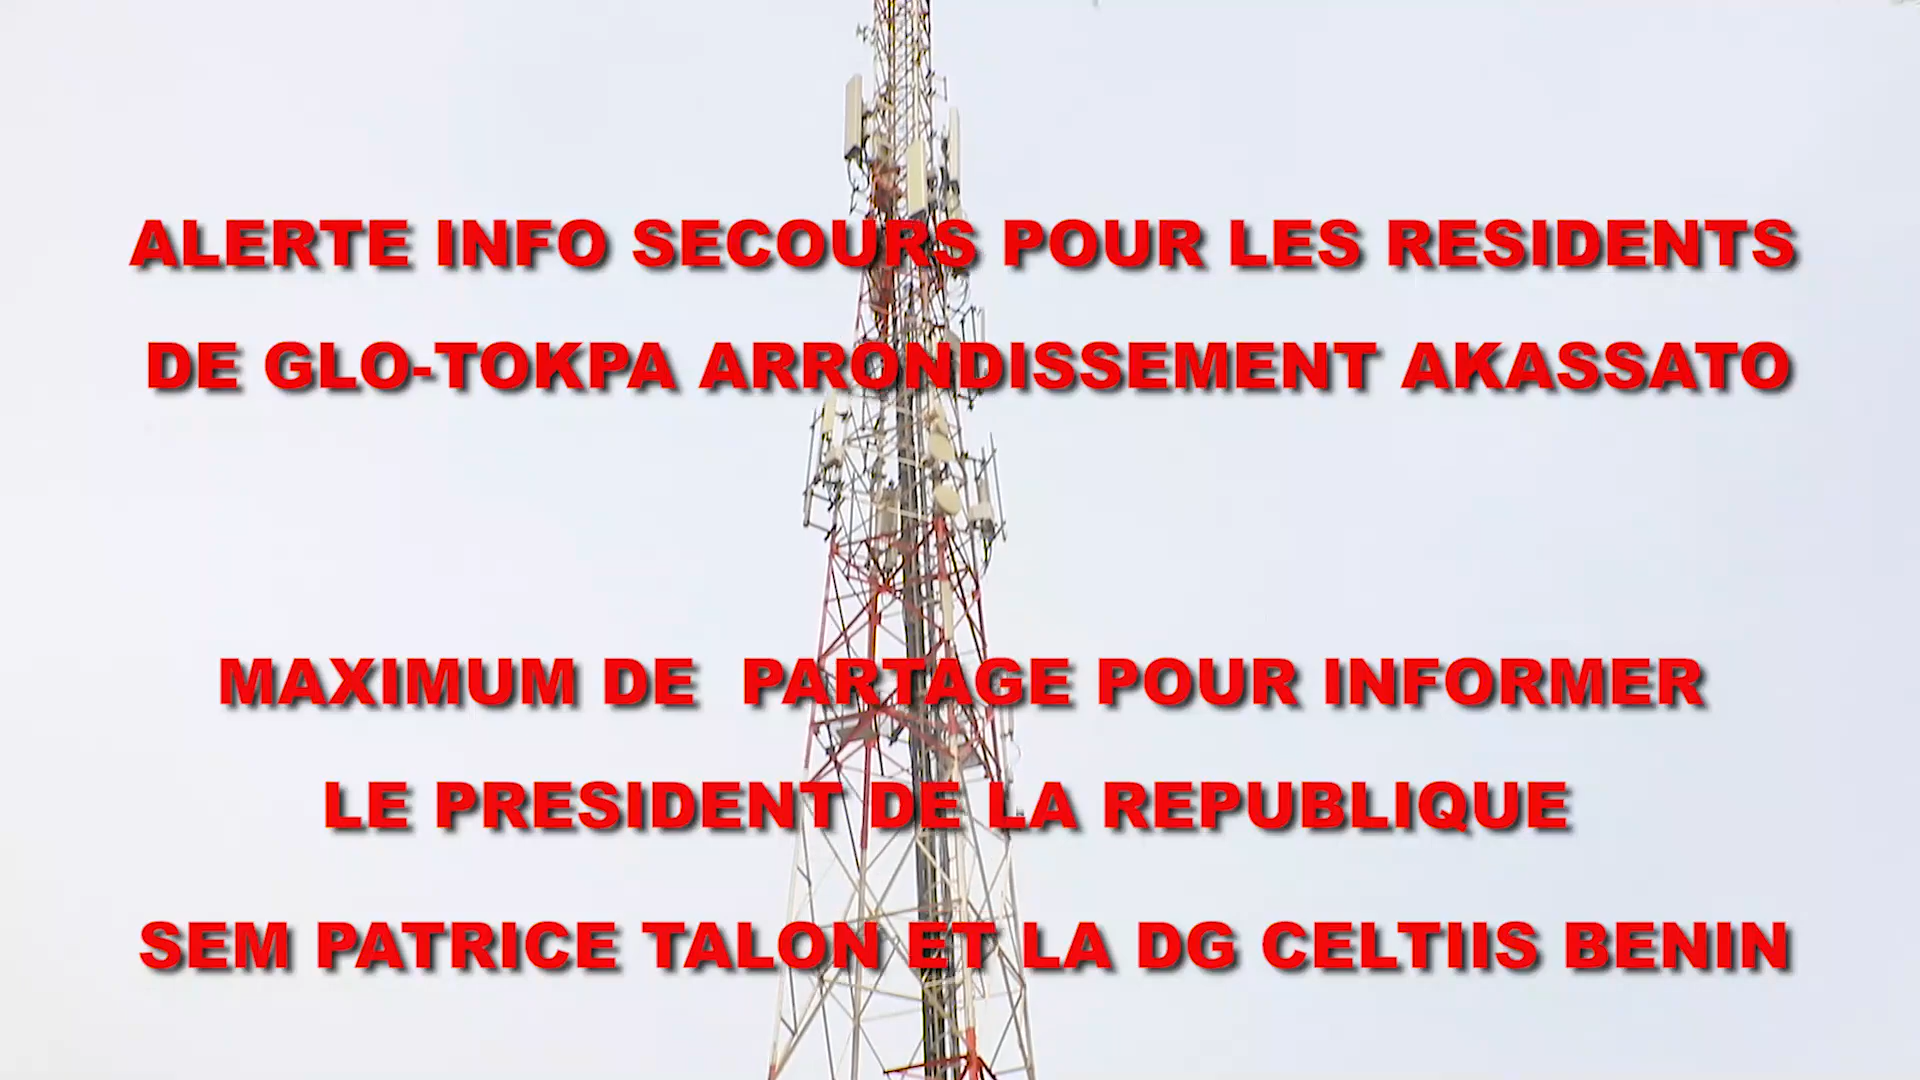 ALERTE INFO SECOURS POUR LES RESIDENTS
DE GLO-TOKPA ARRONDISSEMENT AKASSATO
MAXIMUM DE PARTAGE POUR INFORMER
LE PRESIDENT DE LA REPUBLIQUE
SEM PATRICE TALON ET LA DG CELTIIS BENIN